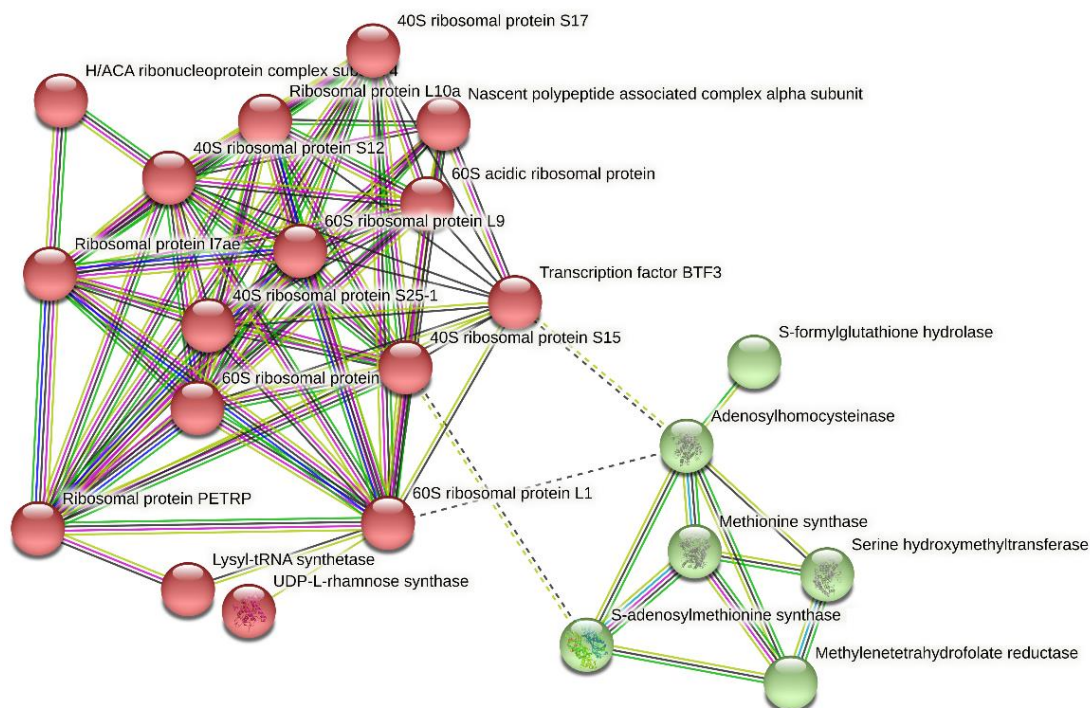 40S ribosomal protein S17
H/ACA ribonucleoprotein complex subunit 4
Ribosomal protein L10a
Nascent polypeptide associated complex alpha subunit
40S ribosomal protein S12
60S acidic ribosomal protein
60S ribosomal protein L9
Ribosomal protein l7ae
Transcription factor BTF3
40S ribosomal protein S25-1
40S ribosomal protein S15
S-formylglutathione hydrolase
60S ribosomal protein
Adenosylhomocysteinase
Ribosomal protein PETRP
60S ribosomal protein L1
Methionine synthase
Serine hydroxymethyltransferase
Lysyl-tRNA synthetase
UDP-L-rhamnose synthase
S-adenosylmethionine synthase
Methylenetetrahydrofolate reductase